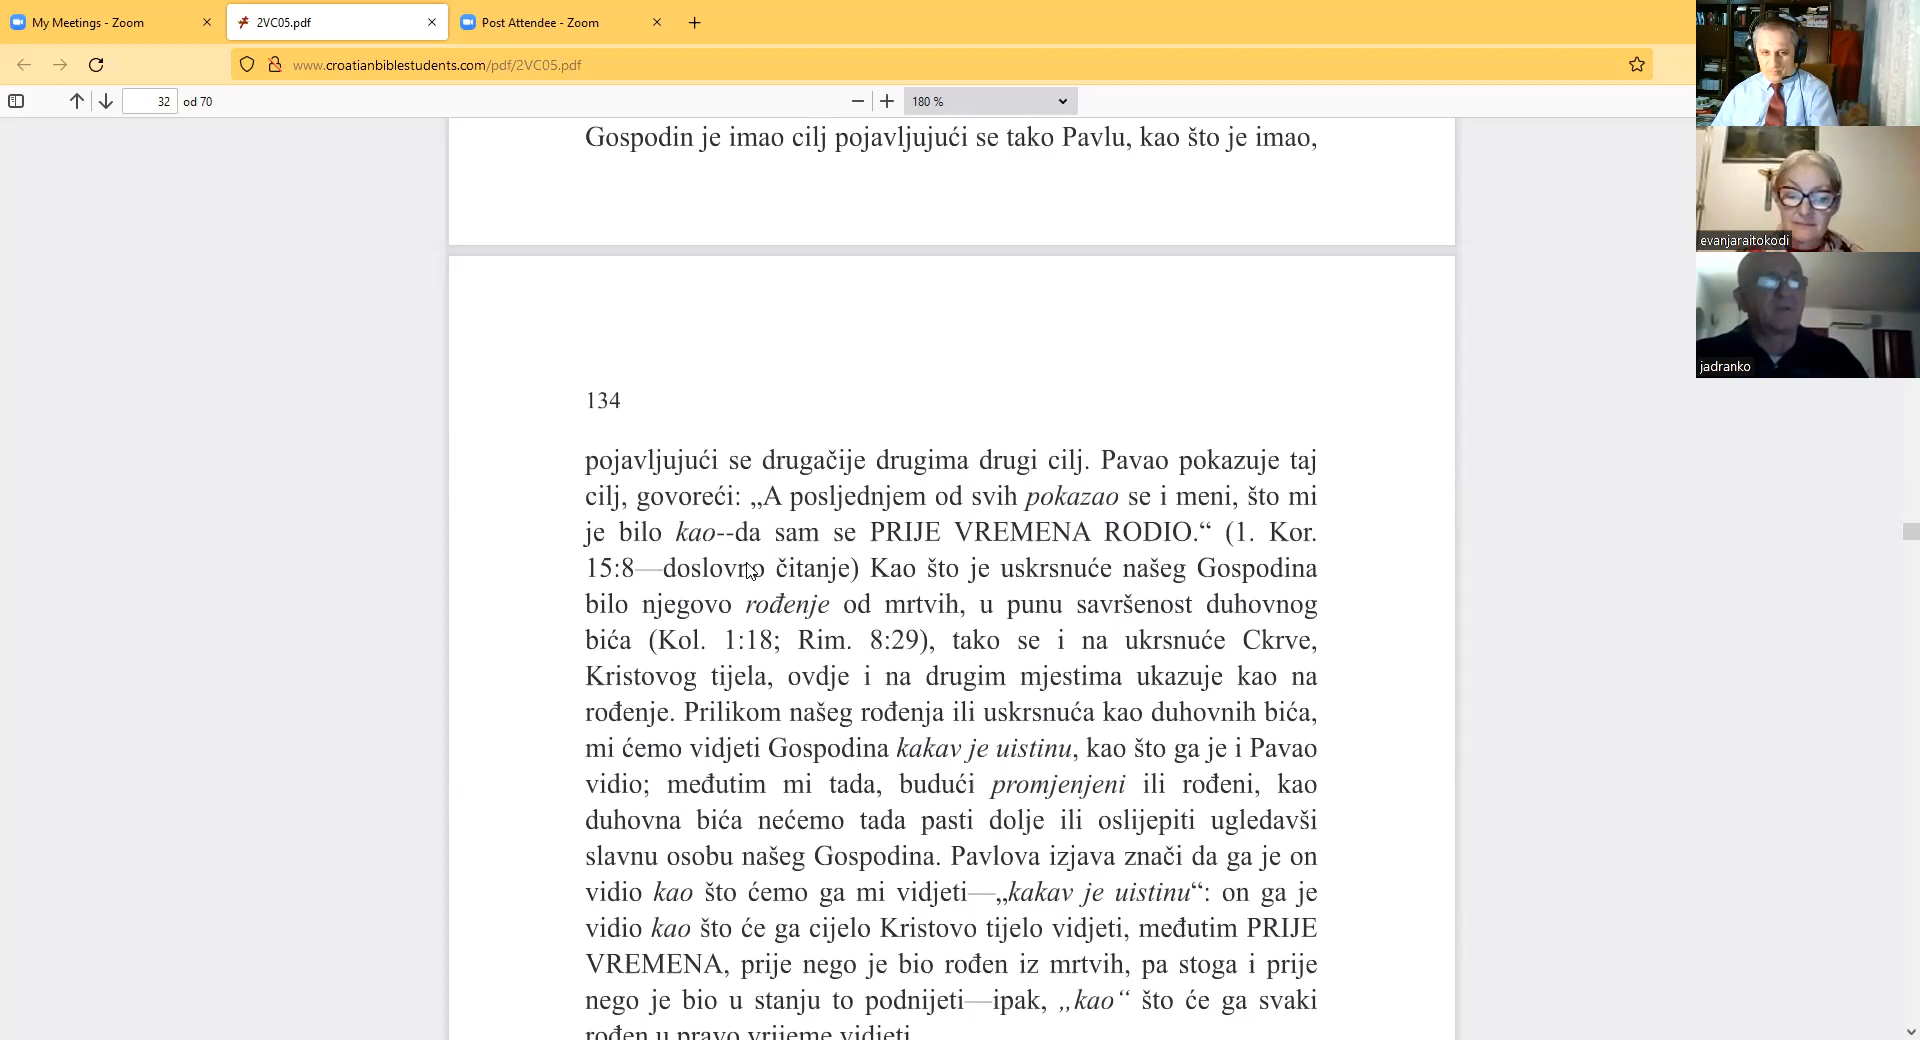 My Meetings - Zoom
2VC05.pdf
Post Attendee - Zoom
www.croatianbiblestudents.com/pdf/2VC05.pdf
32 od 70
180 %
evanjaraitokodi
jadranko
Gospodin je imao cilj pojavljujući se tako Pavlu, kao što je imao,
134
pojavljujući se drugačije drugima drugi cilj. Pavao pokazuje taj
cilj, govoreći: „A posljednjem od svih pokazao se i meni, što mi
je bilo kao--da sam se PRIJE VREMENA RODIO.“ (1. Kor.
15:8—doslovno čitanje) Kao što je uskrsnuće našeg Gospodina
bilo njegovo rođenje od mrtvih, u punu savršenost duhovnog
bića (Kol. 1:18; Rim. 8:29), tako se i na ukrsnuće Ckrve,
Kristovog tijela, ovdje i na drugim mjestima ukazuje kao na
rođenje. Prilikom našeg rođenja ili uskrsnuća kao duhovnih bića,
mi ćemo vidjeti Gospodina kakav je uistinu, kao što ga je i Pavao
vidio; međutim mi tada, budući promjenjeni ili rođeni, kao
duhovna bića nećemo tada pasti dolje ili oslijepiti ugledavši
slavnu osobu našeg Gospodina. Pavlova izjava znači da ga je on
vidio kao što ćemo ga mi vidjeti—„kakav je uistinu“: on ga je
vidio kao što će ga cijelo Kristovo tijelo vidjeti, međutim PRIJE
VREMENA, prije nego je bio rođen iz mrtvih, pa stoga i prije
nego je bio u stanju to podnijeti—ipak, „kao“ što će ga svaki
rođen u pravo vrijeme vidjeti.